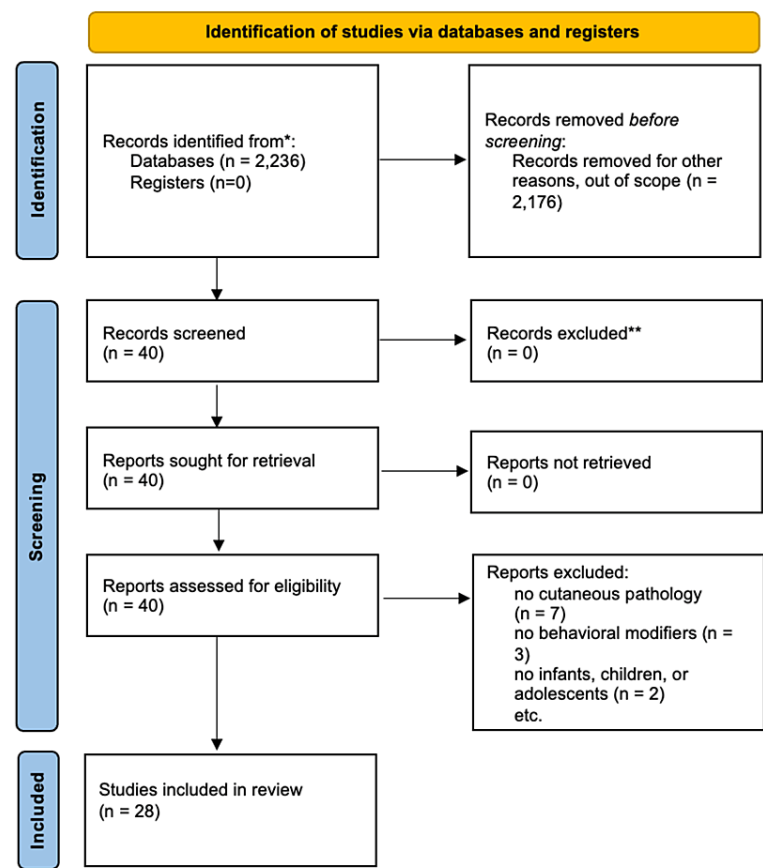 Identification of studies via databases and registers
Identification
Records identified from*:
Databases (n = 2,236)
Registers (n=0)
Records removed before
screening:
Records removed for other
reasons, out of scope (n =
2,176)
Screening
Records screened
(n = 40)
Records excluded**
(n = 0)
Reports sought for retrieval
(n = 40)
Reports not retrieved
(n = 0)
Reports assessed for eligibility
(n = 40)
Reports excluded:
no cutaneous pathology
(n = 7)
no behavioral modifiers (n =
3)
no infants, children, or
adolescents (n = 2)
etc.
Included
Studies included in review
(n = 28)